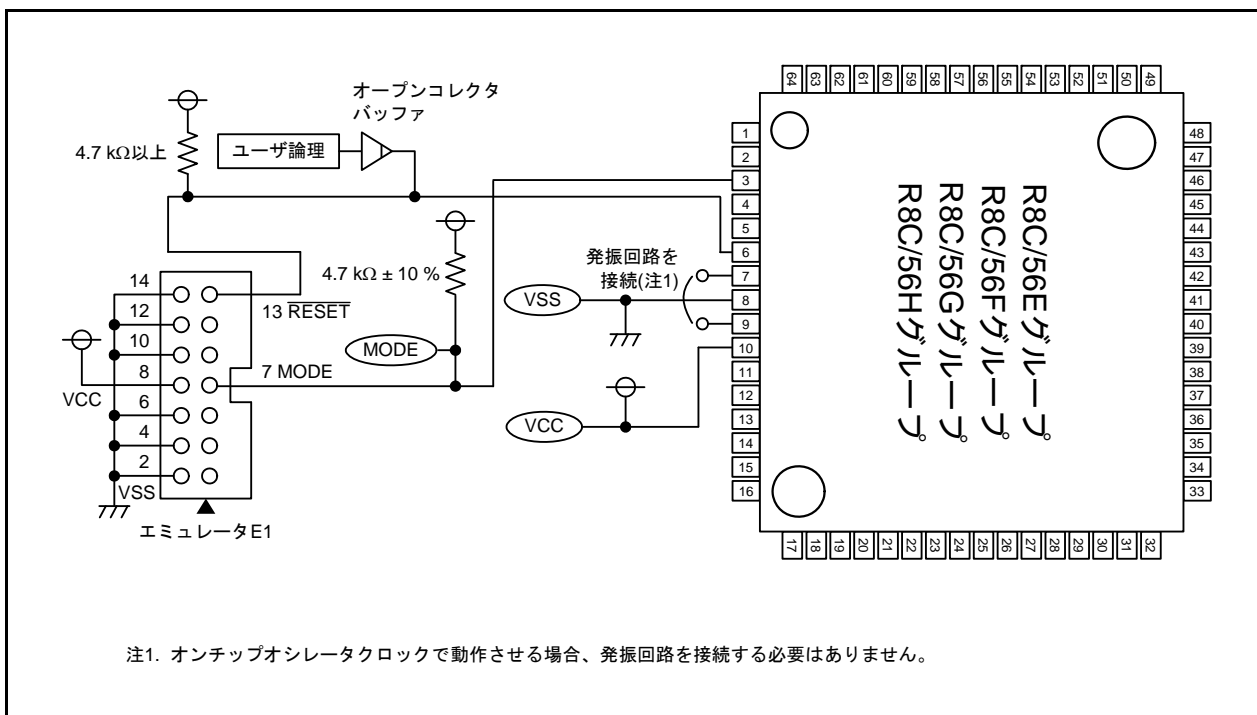 オープンコレクタ
バッファ
4.7 kΩ以上
ユーザ論理
4.7 kΩ ± 10 %
発振回路を
接続(注1)
VSS
MODE
VCC
14
12
10
8
6
4
2
13 RESET
7 MODE
VCC
VSS
エミュレータE1
64 63 62 61 60 59 58 57 56 55 54 53 52 51 50 49
1
2
3
4
5
6
7
8
9
10
11
12
13
14
15
16
R8C/56Eグループ
R8C/56Fグループ
R8C/56Gグループ
R8C/56Hグループ
48
47
46
45
44
43
42
41
40
39
38
37
36
35
34
33
17 18 19 20 21 22 23 24 25 26 27 28 29 30 31 32
注1. オンチップオシレータクロックで動作させる場合、発振回路を接続する必要はありません。